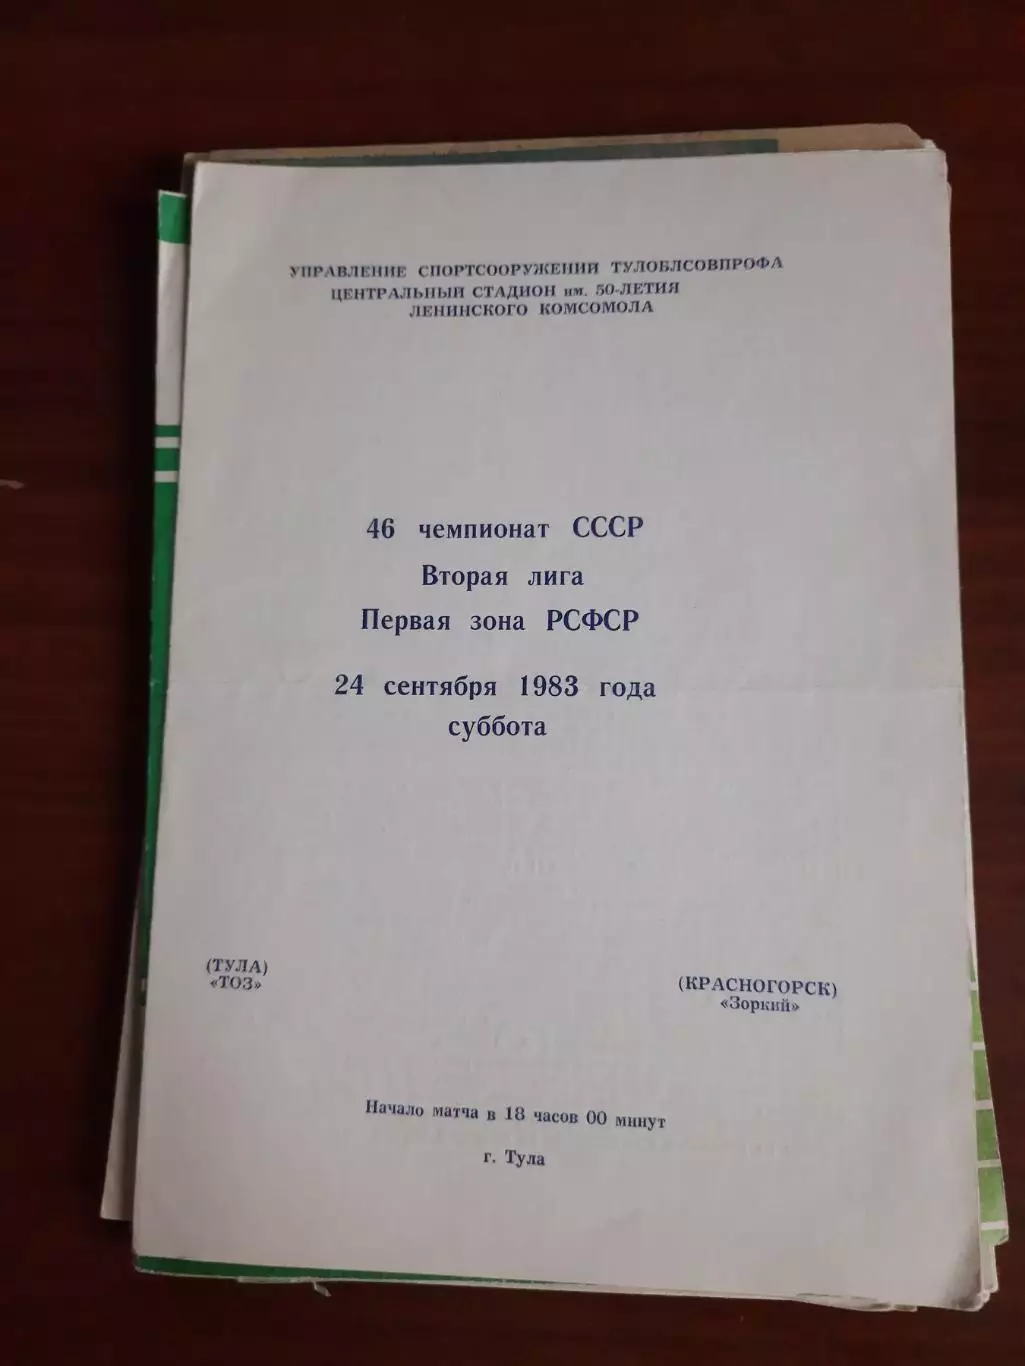 УПРАВЛЕНИЕ СПОРТСООРУЖЕНИЙ ТУЛОБЛСОВПРОФА
ЦЕНТРАЛЬНЫЙ СТАДИОН им. 50-ЛЕТИЯ
ЛЕНИНСКОГО КОМСОМОЛА
46 чемпионат СССР
Вторая лига
Первая зона РСФСР
24 сентября 1983 года
суббота
(ТУЛА)
«ТОЗ»
(КРАСНОГОРСК)
«Зоркий»
Начало матча в 18 часов 00 минут
г. Тула